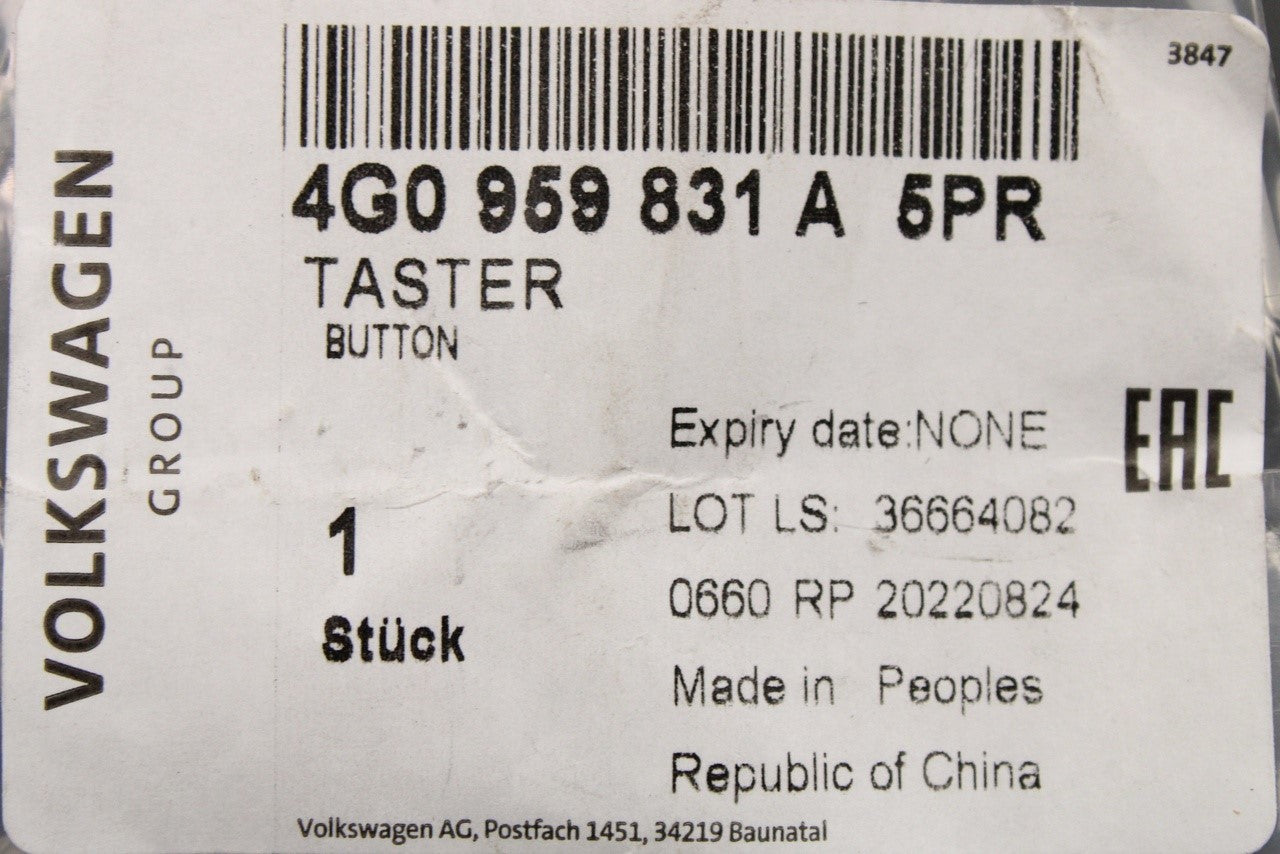 3847
4G0 959 831 A 5PR
TASTER
BUTTON
VOLKSWAGEN
GROUP
Expiry date:NONE
EAC
LOT LS: 36664082
1
Stück
0660 RP 20220824
Made in Peoples
Republic of China
Volkswagen AG, Postfach 1451, 34219 Baunatal